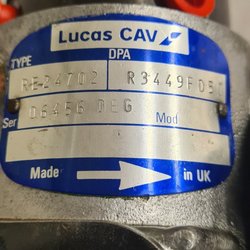 Lucas CAV
TYPE DPA
RE24702 R3449F051
Ser 06456 DEG Mod
Made in UK